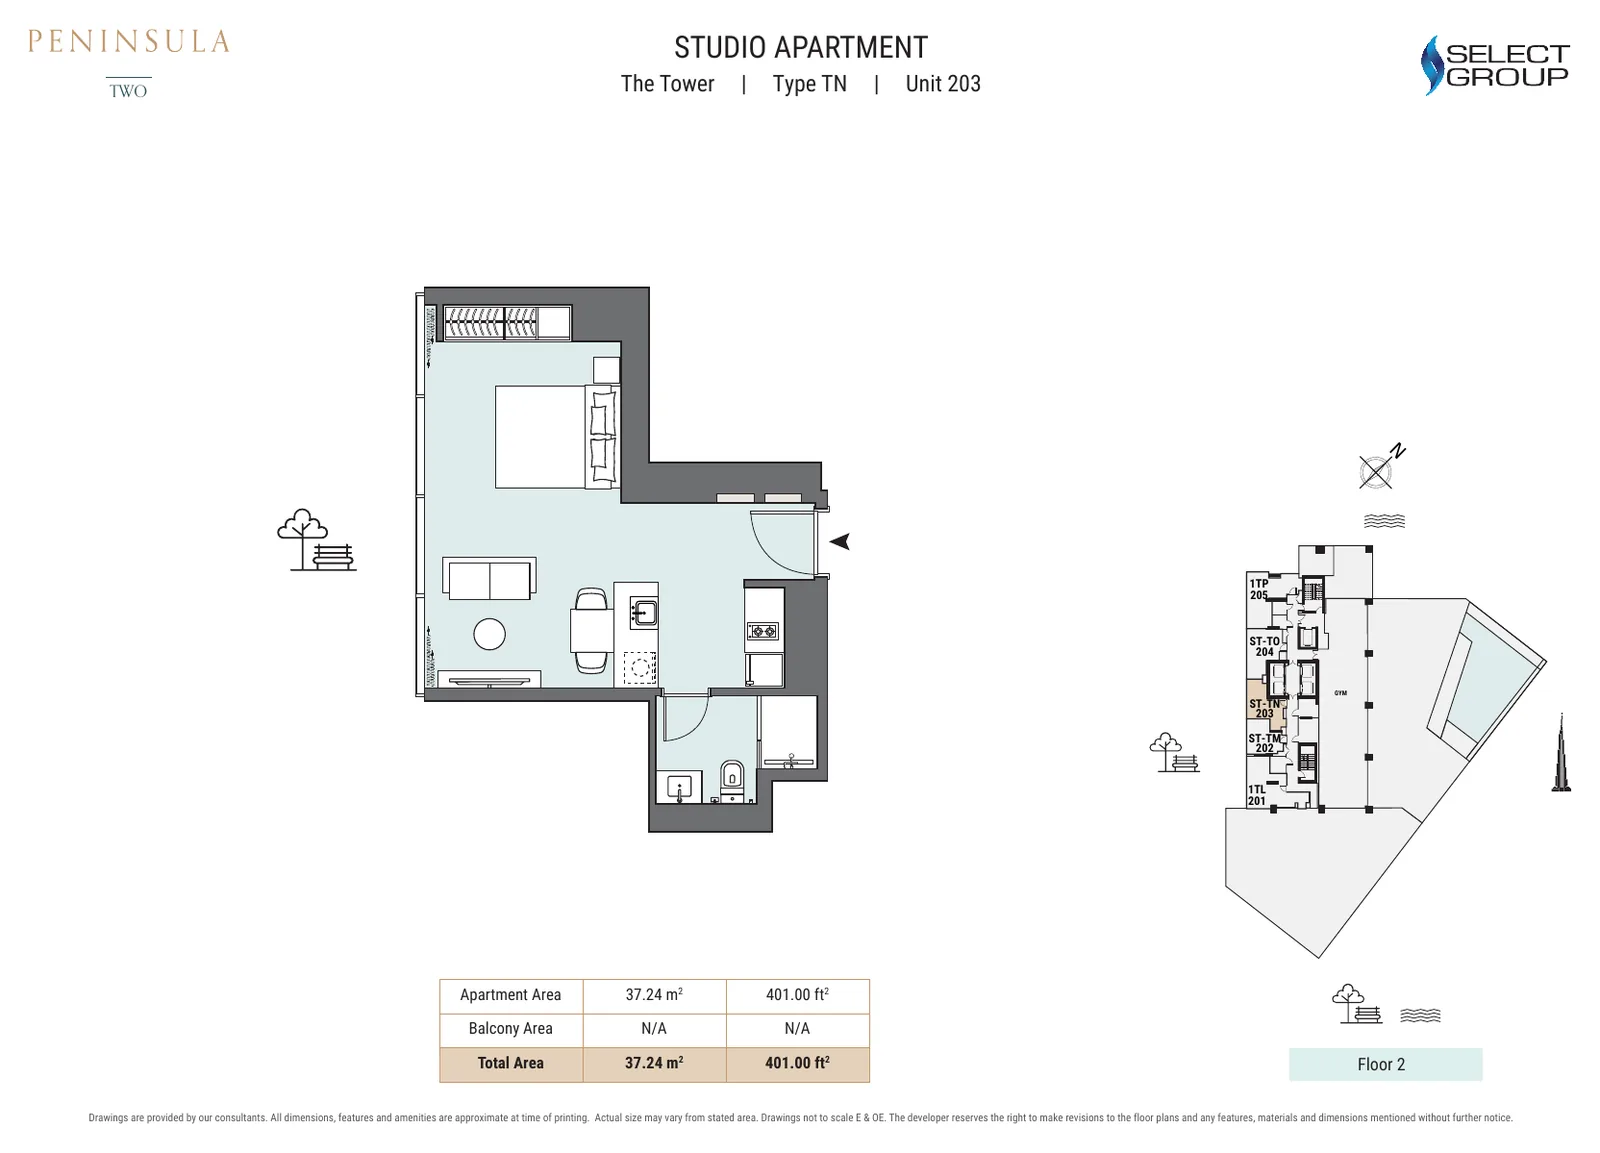 PENINSULA
TWO
STUDIO APARTMENT
The Tower | Type TN | Unit 203
SELECT
GROUP
N
1TP
205
ST-TO
204
ST-TN
203
ST-TM
202
1TL
201
GYM
Apartment Area 37.24 m² 401.00 ft²
Balcony Area N/A N/A
Total Area 37.24 m² 401.00 ft²
Floor 2
Drawings are provided by our consultants. All dimensions, features and amenities are approximate at time of printing. Actual size may vary from stated area. Drawings not to scale E & OE. The developer reserves the right to make revisions to the floor plans and any features, materials and dimensions mentioned without further notice.